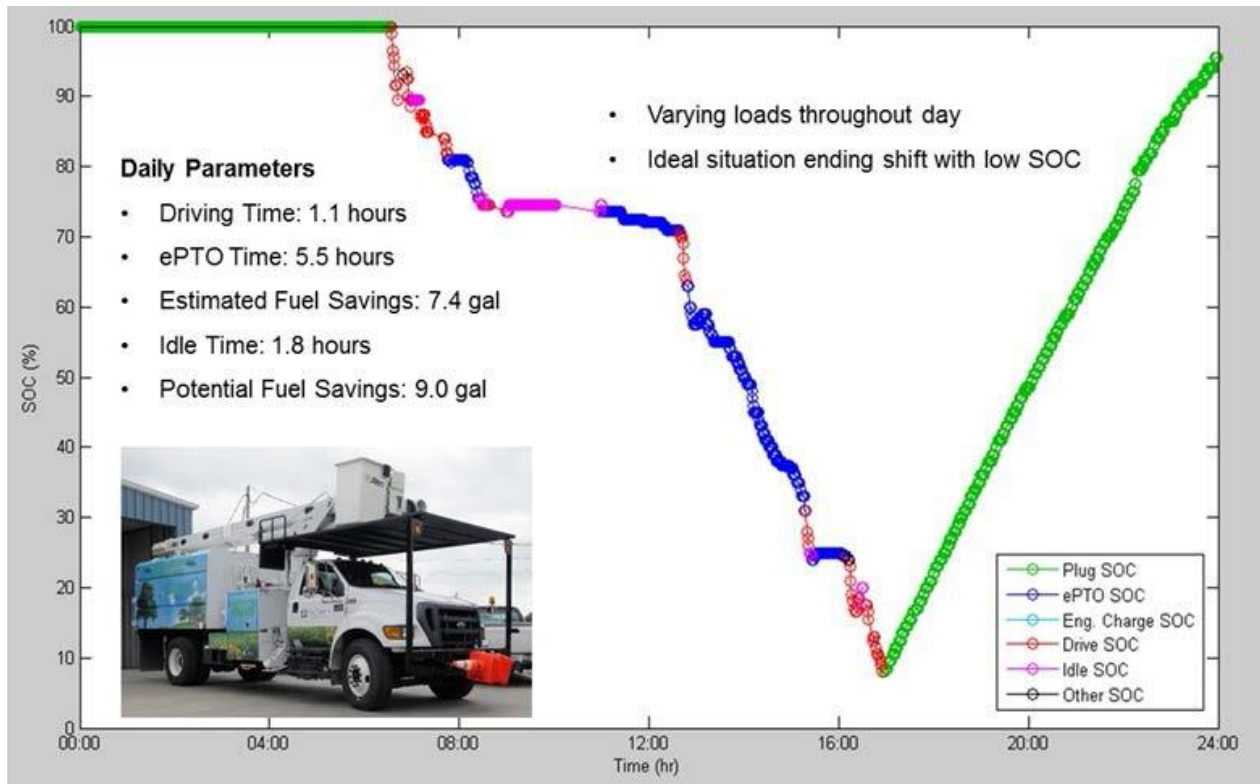 100
90
80
70
60
50
40
30
20
10
0
SOC (%)
• Varying loads throughout day
• Ideal situation ending shift with low SOC
Daily Parameters
• Driving Time: 1.1 hours
• ePTO Time: 5.5 hours
• Estimated Fuel Savings: 7.4 gal
• Idle Time: 1.8 hours
• Potential Fuel Savings: 9.0 gal
Plug SOC
ePTO SOC
Eng. Charge SOC
Drive SOC
Idle SOC
Other SOC
00:00 04:00 08:00 12:00 16:00 20:00 24:00
Time (hr)